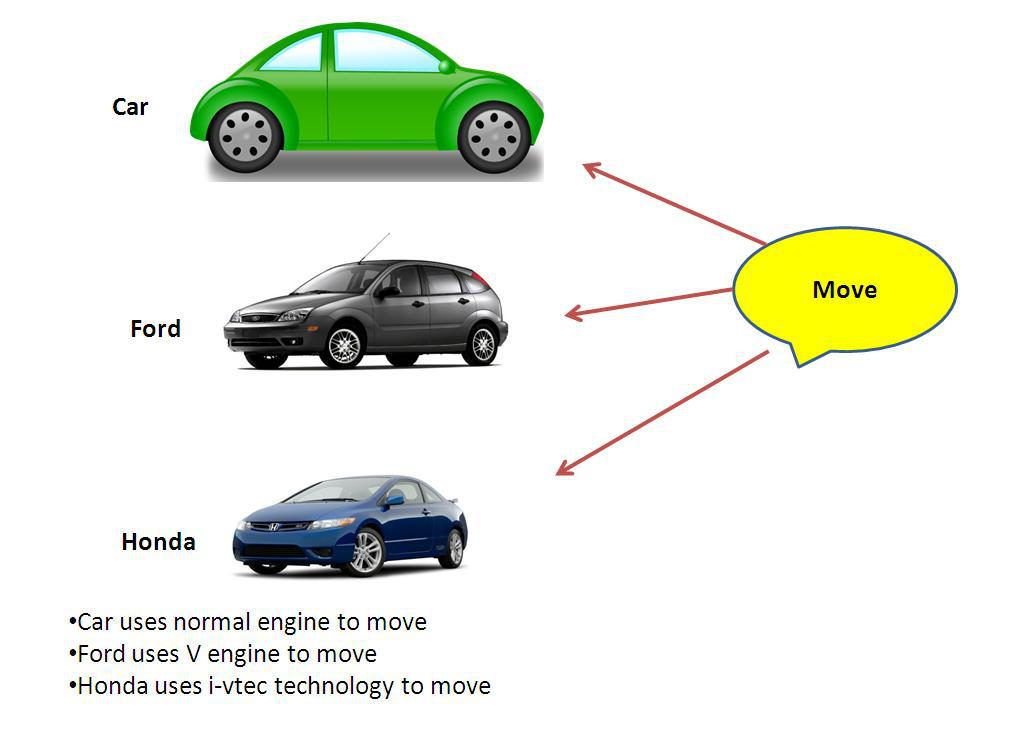 Car
Move
Ford
Honda
•Car uses normal engine to move
•Ford uses V engine to move
•Honda uses i-vtec technology to move